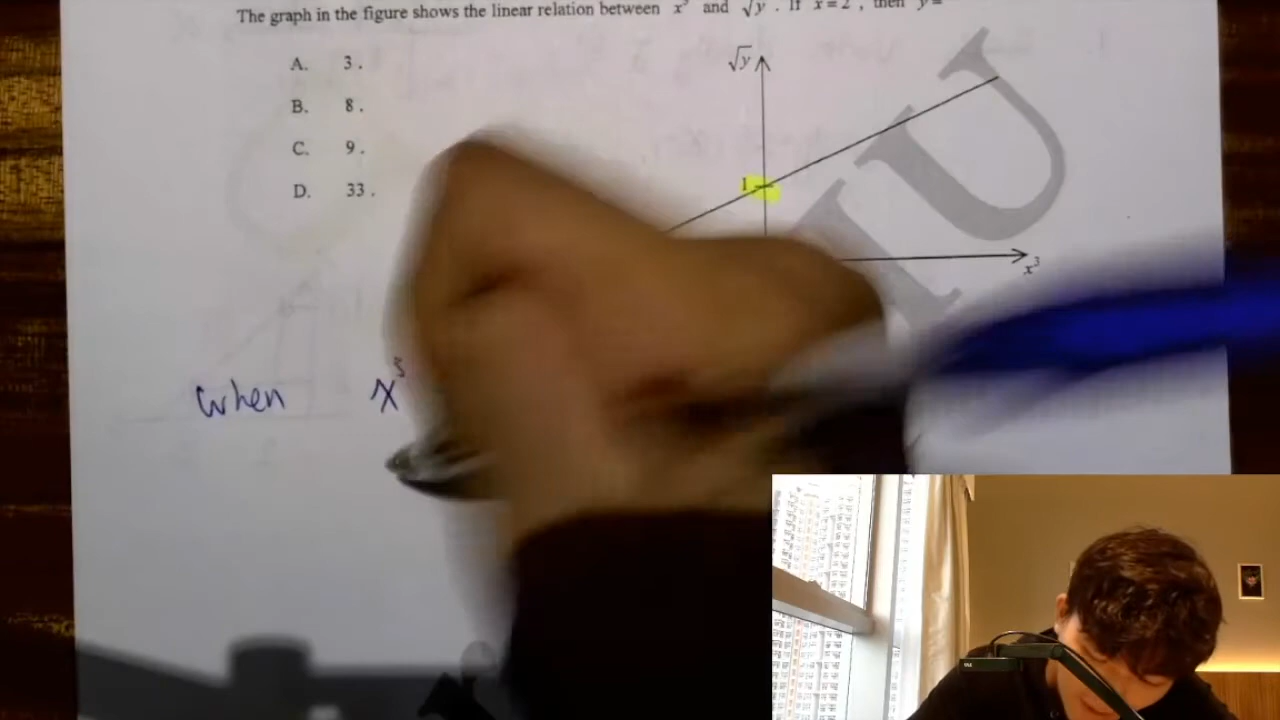 The graph in the figure shows the linear relation between x³ and √y . If x = 2 , then y =
A. 3 .
B. 8 .
C. 9 .
D. 33 .
√y
1
x³
when x³